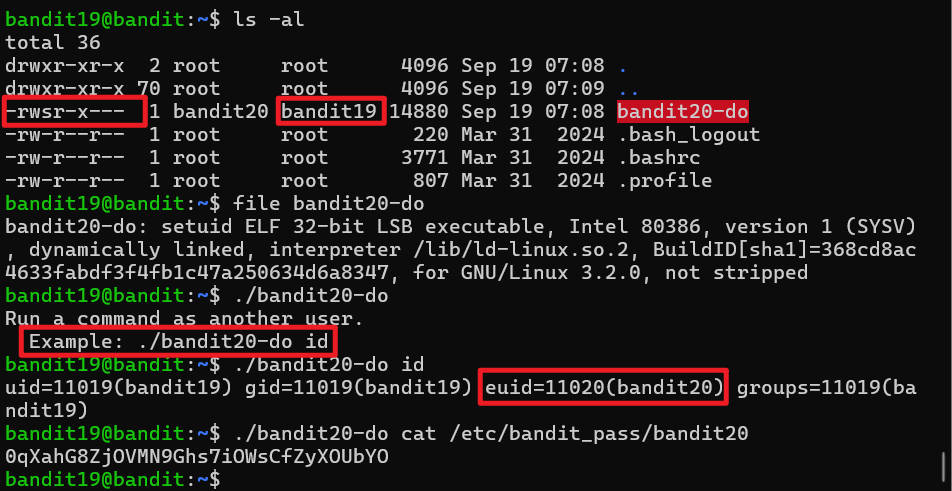 bandit19@bandit:~$ ls -al
total 36
drwxr-xr-x  2 root     root      4096 Sep 19 07:08 .
drwxr-xr-x 70 root     root      4096 Sep 19 07:09 ..
-rwsr-x---  1 bandit20 bandit19 14880 Sep 19 07:08 bandit20-do
-rw-r--r--  1 root     root       220 Mar 31  2024 .bash_logout
-rw-r--r--  1 root     root      3771 Mar 31  2024 .bashrc
-rw-r--r--  1 root     root       807 Mar 31  2024 .profile
bandit19@bandit:~$ file bandit20-do
bandit20-do: setuid ELF 32-bit LSB executable, Intel 80386, version 1 (SYSV)
, dynamically linked, interpreter /lib/ld-linux.so.2, BuildID[sha1]=368cd8ac
4633fabdf3f4fb1c47a250634d6a8347, for GNU/Linux 3.2.0, not stripped
bandit19@bandit:~$ ./bandit20-do
Run a command as another user.
  Example: ./bandit20-do id
bandit19@bandit:~$ ./bandit20-do id
uid=11019(bandit19) gid=11019(bandit19) euid=11020(bandit20) groups=11019(ba
ndit19)
bandit19@bandit:~$ ./bandit20-do cat /etc/bandit_pass/bandit20
0qXahG8ZjOVMN9Ghs7iOWsCfZyXOUbYO
bandit19@bandit:~$